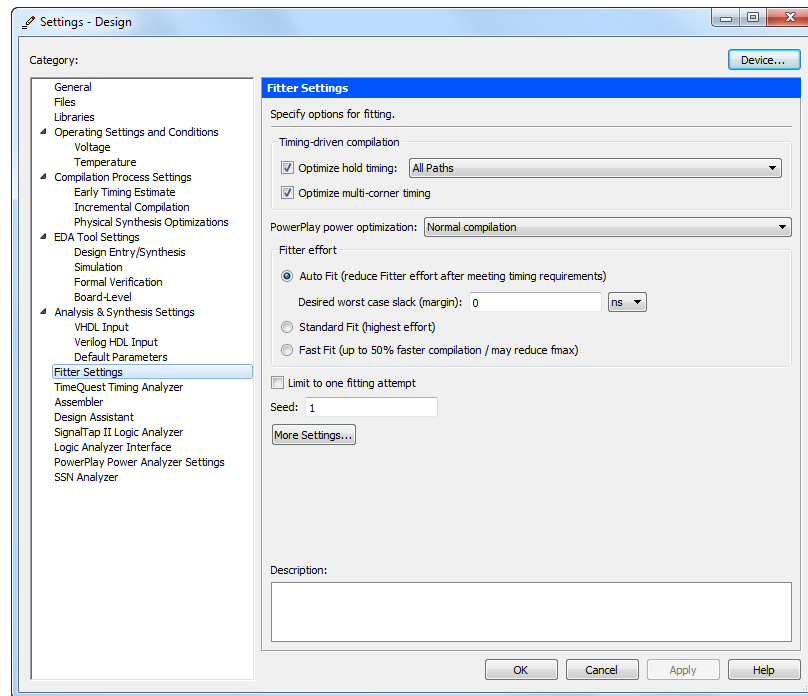 Settings - Design
Category:
Device...
General
Files
Libraries
Operating Settings and Conditions
Voltage
Temperature
Compilation Process Settings
Early Timing Estimate
Incremental Compilation
Physical Synthesis Optimizations
EDA Tool Settings
Design Entry/Synthesis
Simulation
Formal Verification
Board-Level
Analysis & Synthesis Settings
VHDL Input
Verilog HDL Input
Default Parameters
Fitter Settings
TimeQuest Timing Analyzer
Assembler
Design Assistant
SignalTap II Logic Analyzer
Logic Analyzer Interface
PowerPlay Power Analyzer Settings
SSN Analyzer
Fitter Settings
Specify options for fitting.
Timing-driven compilation
Optimize hold timing: All Paths
Optimize multi-corner timing
PowerPlay power optimization: Normal compilation
Fitter effort
Auto Fit (reduce Fitter effort after meeting timing requirements)
Desired worst case slack (margin): 0 ns
Standard Fit (highest effort)
Fast Fit (up to 50% faster compilation / may reduce fmax)
Limit to one fitting attempt
Seed: 1
More Settings...
Description:
OK Cancel Apply Help